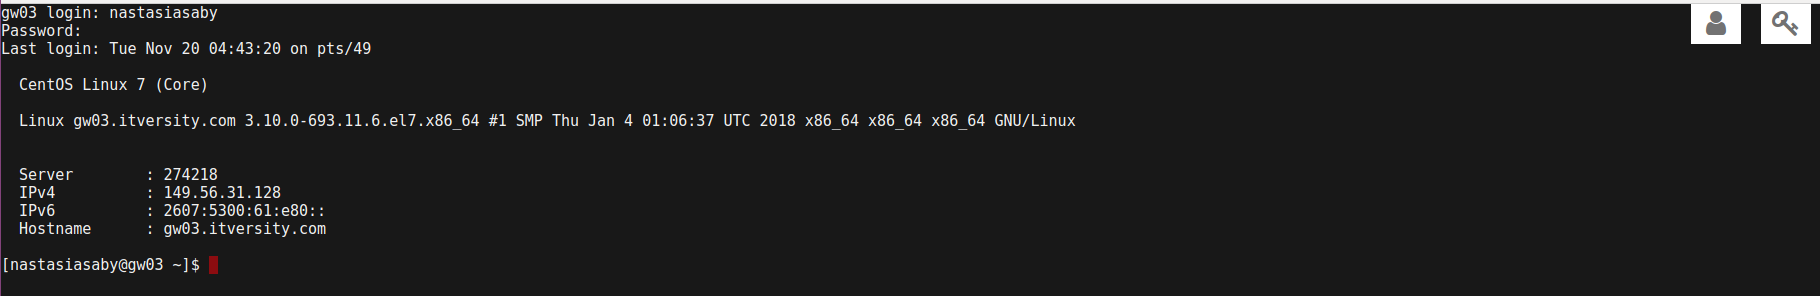 gw03 login: nastasiasaby
Password:
Last login: Tue Nov 20 04:43:20 on pts/49
CentOS Linux 7 (Core)
Linux gw03.itversity.com 3.10.0-693.11.6.el7.x86_64 #1 SMP Thu Jan 4 01:06:37 UTC 2018 x86_64 x86_64 x86_64 GNU/Linux
Server : 274218
IPv4 : 149.56.31.128
IPv6 : 2607:5300:61:e80::
Hostname : gw03.itversity.com
[nastasiasaby@gw03 ~]$